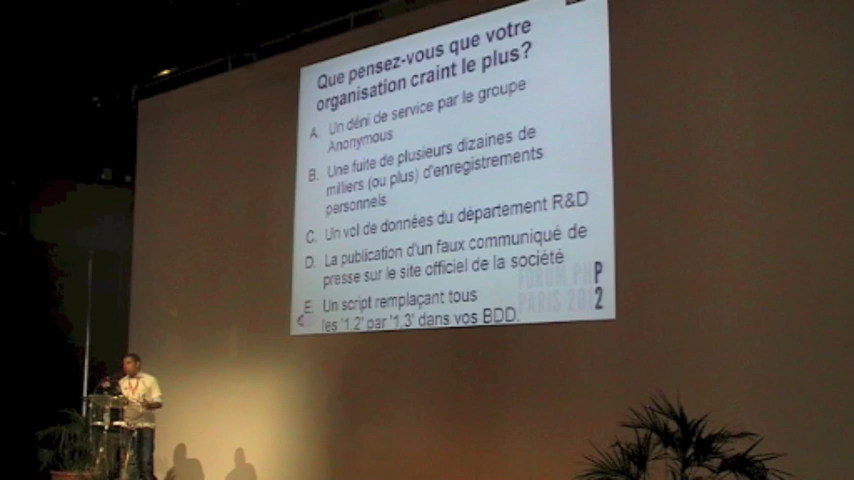 Que pensez-vous que votre
organisation craint le plus?
A. Un déni de service par le groupe
Anonymous
B. Une fuite de plusieurs dizaines de
milliers (ou plus) d'enregistrements
personnels
C. Un vol de données du département R&D
D. La publication d'un faux communiqué de
presse sur le site officiel de la société
E. Un script remplaçant tous
les '1,2' par '1,3' dans vos BDD.
FORUM PHP
PARIS 2012